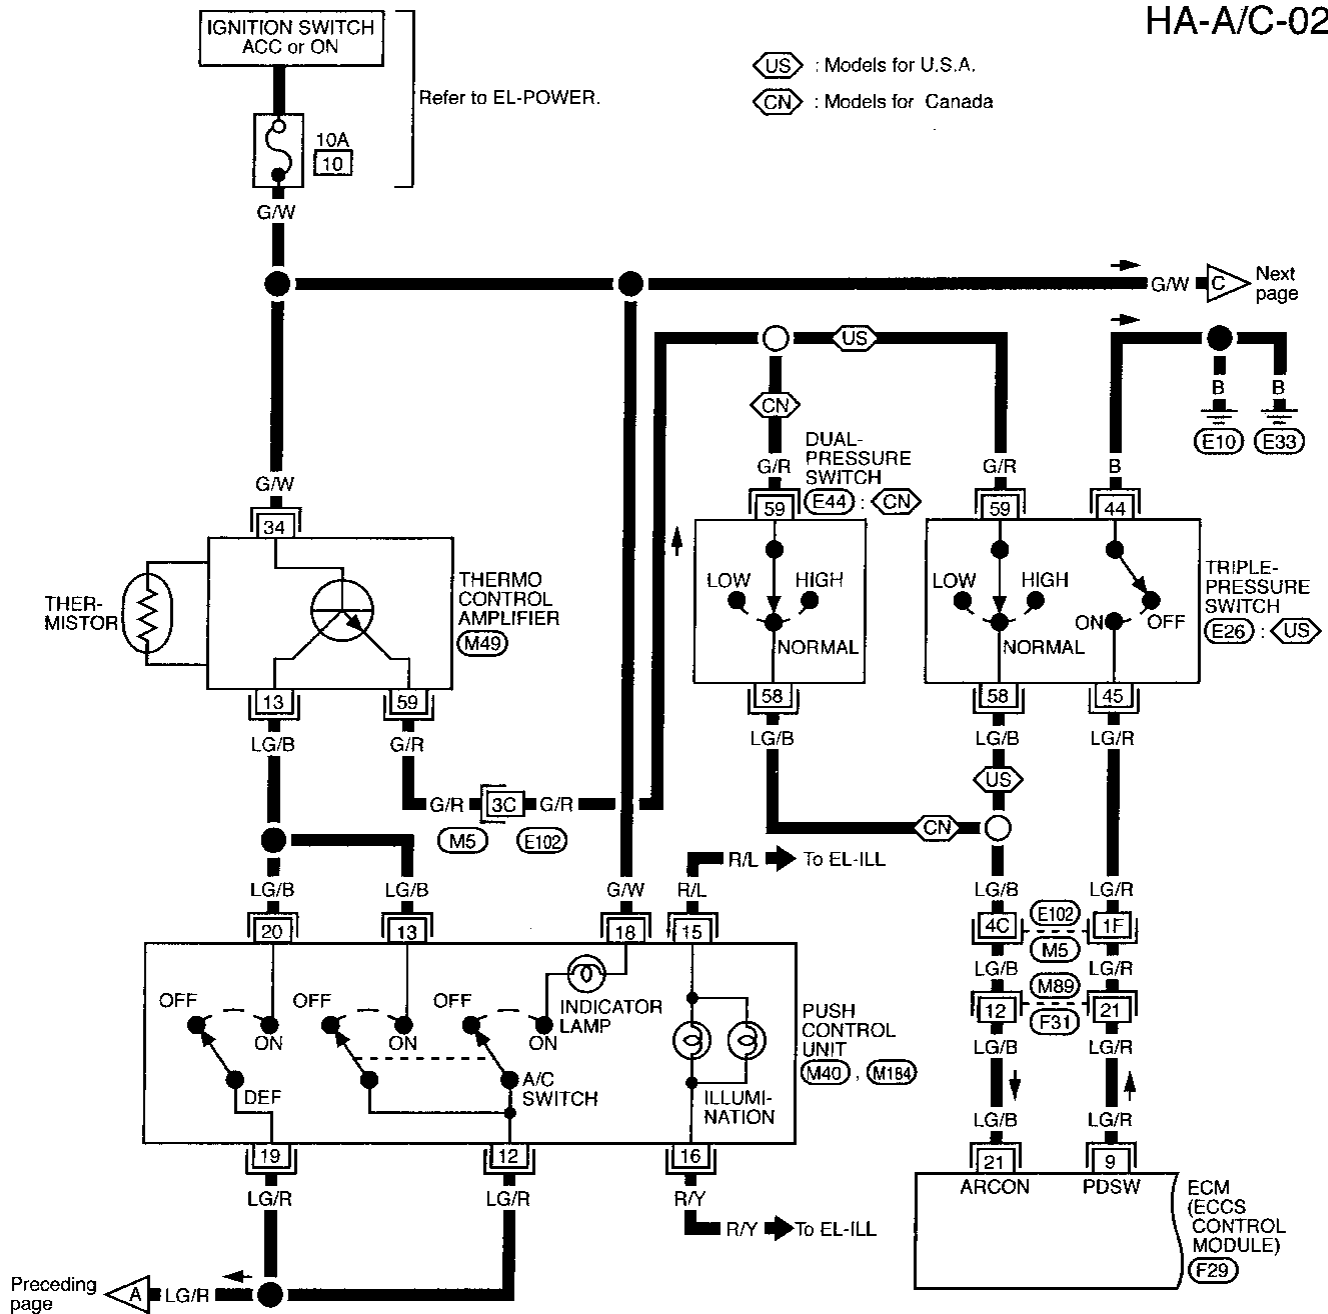 HA-A/C-02
IGNITION SWITCH
ACC or ON
Refer to EL-POWER.
US : Models for U.S.A.
CN : Models for Canada
10A
10
G/W
G/W
C
Next
page
US
CN
B
B
E10
E33
G/W
G/R
DUAL-
PRESSURE
SWITCH
E44 : CN
G/R
B
34
59
59
44
THER-
MISTOR
THERMO
CONTROL
AMPLIFIER
M49
LOW
HIGH
NORMAL
LOW
HIGH
NORMAL
ON
OFF
TRIPLE-
PRESSURE
SWITCH
E26 : US
13
59
58
58
45
LG/B
G/R
LG/B
LG/B
LG/R
US
G/R
3C
G/R
M5
E102
CN
R/L
To EL-ILL
LG/B
LG/B
G/W
R/L
LG/B
LG/R
20
13
18
15
4C
E102
M5
1F
LG/B
M89
F31
LG/R
12
21
LG/B
LG/R
OFF
ON
DEF
OFF
ON
OFF
ON
A/C
SWITCH
INDICATOR
LAMP
ILLUMI-
NATION
PUSH
CONTROL
UNIT
M40 , M184
LG/B
LG/R
19
12
16
21
9
ARCON
PDSW
LG/R
LG/R
R/Y
ECM
(ECCS
CONTROL
MODULE)
F29
R/Y
To EL-ILL
Preceding
page
A
LG/R